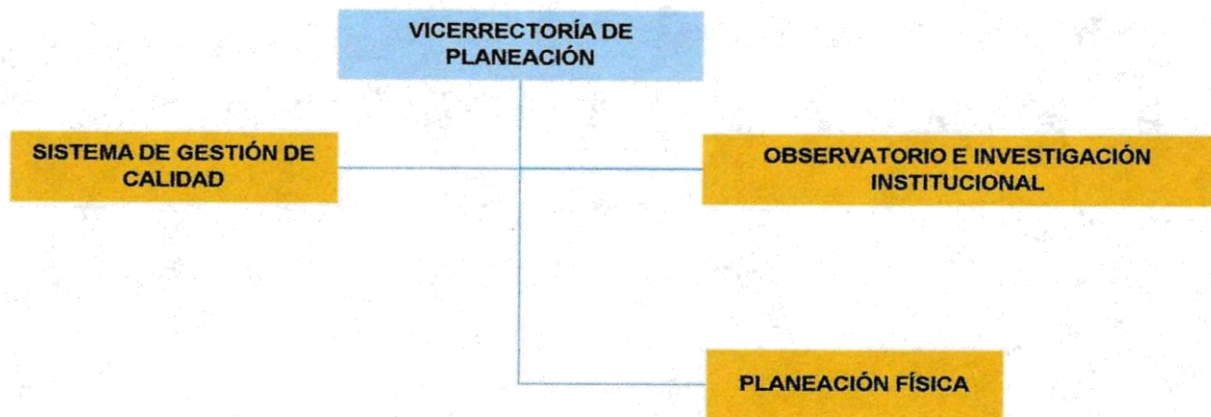 VICERRECTORÍA DE
PLANEACIÓN
SISTEMA DE GESTIÓN DE
CALIDAD
OBSERVATORIO E INVESTIGACIÓN
INSTITUCIONAL
PLANEACIÓN FÍSICA